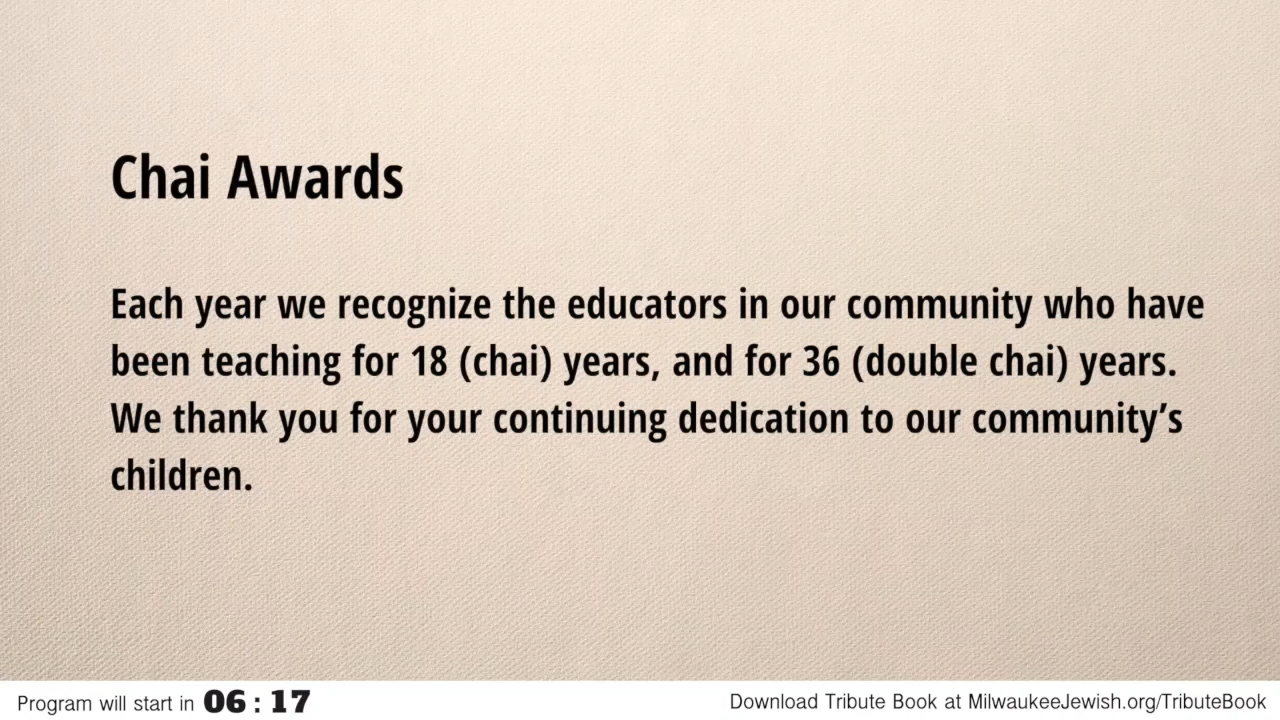 Chai Awards
Each year we recognize the educators in our community who have
been teaching for 18 (chai) years, and for 36 (double chai) years.
We thank you for your continuing dedication to our community’s
children.
Program will start in 06 : 17
Download Tribute Book at MilwaukeeJewish.org/TributeBook